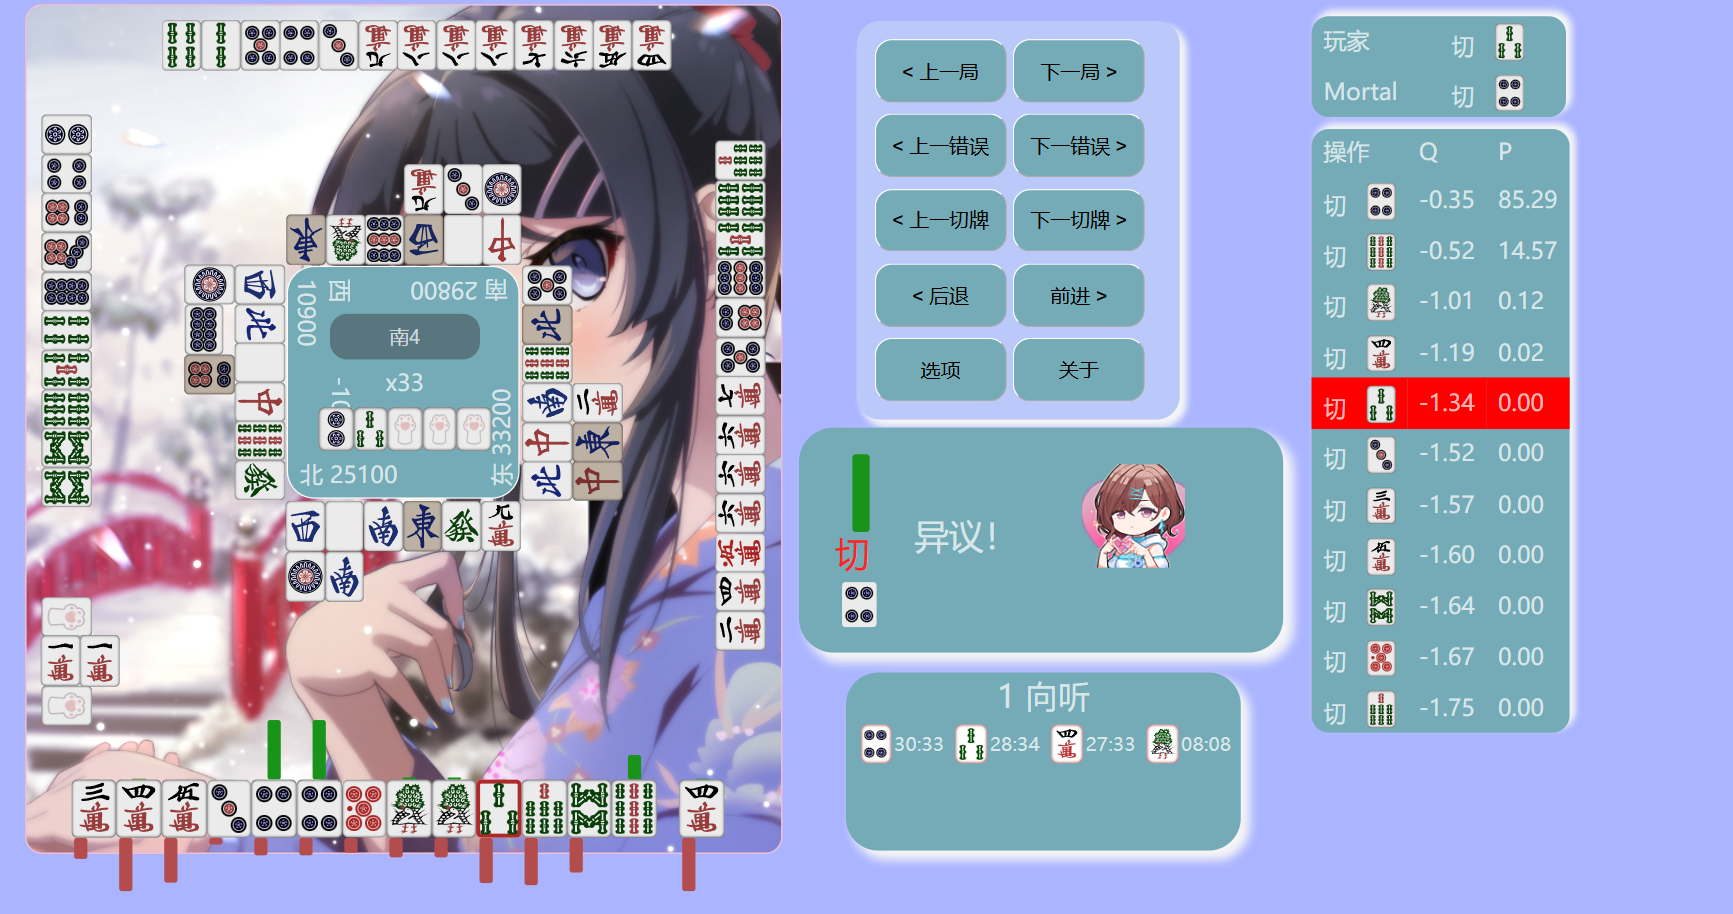 < 上一局
下一局 >
< 上一错误
下一错误 >
< 上一切牌
下一切牌 >
< 后退
前进 >
选项
关于
玩家 切
Mortal 切
操作 Q P
切 -0.35 85.29
切 -0.52 14.57
切 -1.01 0.12
切 -1.19 0.02
切 -1.34 0.00
切 -1.52 0.00
切 -1.57 0.00
切 -1.60 0.00
切 -1.64 0.00
切 -1.67 0.00
切 -1.75 0.00
南 29800
西 10900
南4
x33
东 33200
北 25100
切
异议！
1 向听
30:33
28:34
27:33
08:08